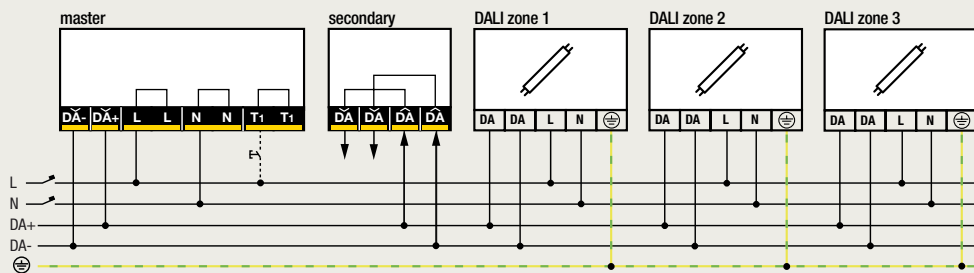 master secondary DALI zone 1 DALI zone 2 DALI zone 3
DA- DA+ L L N N T1 T1 DA DA DA DA DA DA L N DA DA L N DA DA L N
L
N
DA+
DA-